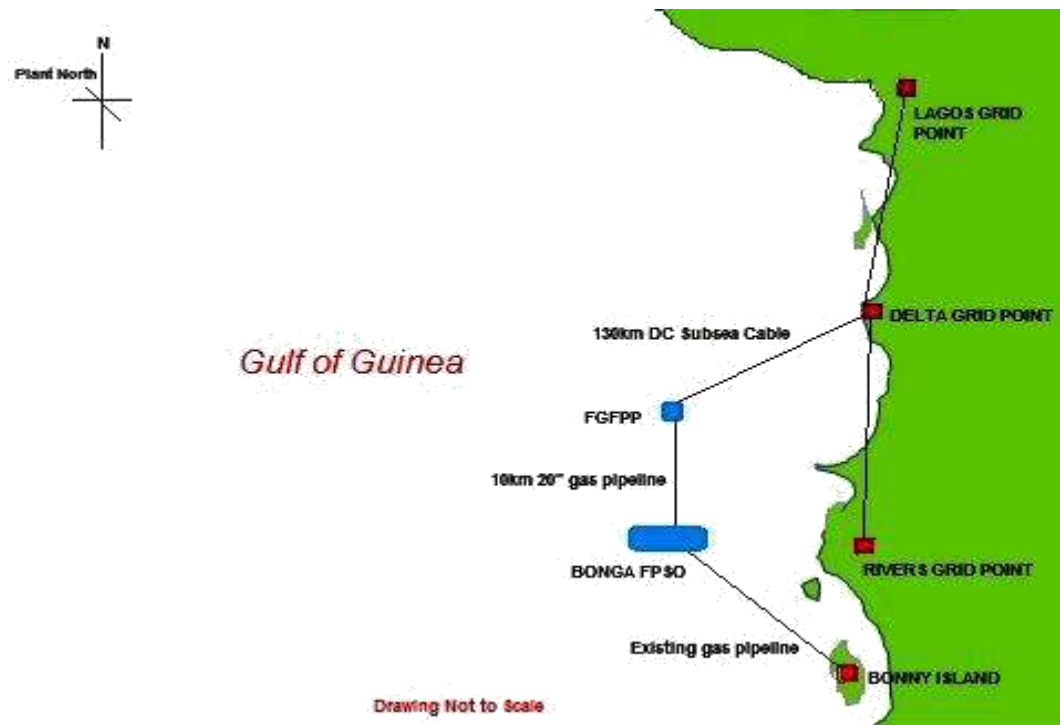 N
Plant North
LAGOS GRID
POINT
DELTA GRID POINT
130km DC Subsea Cable
Gulf of Guinea
FGFPP
10km 20" gas pipeline
BONGA FPSO
RIVERS GRID POINT
Existing gas pipeline
BONNY ISLAND
Drawing Not to Scale